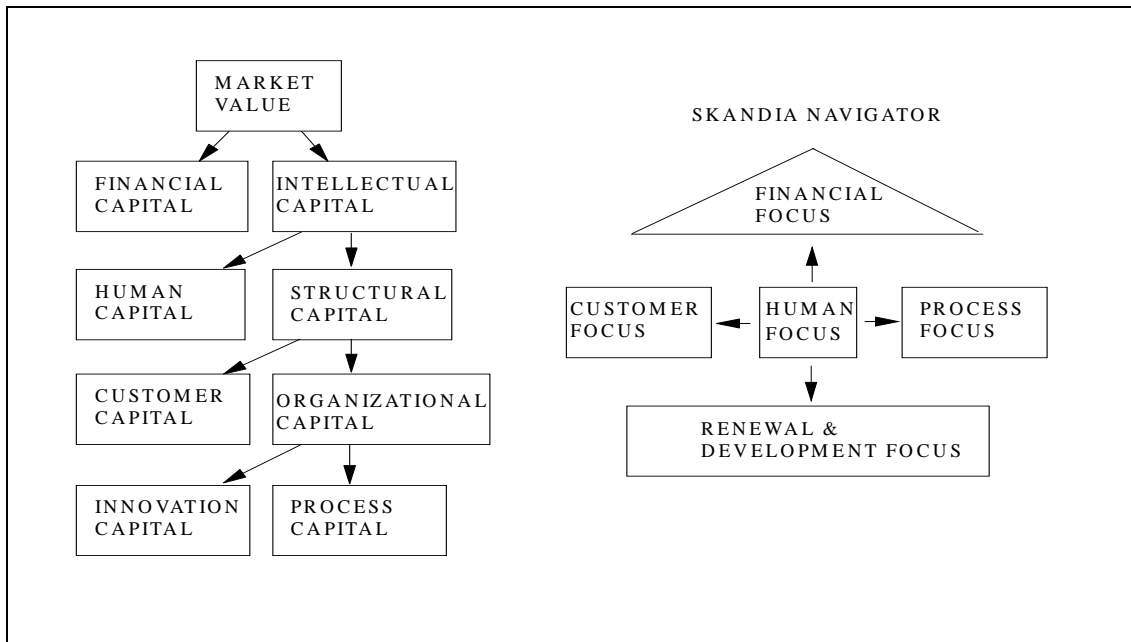 MARKET
VALUE
FINANCIAL
CAPITAL
INTELLECTUAL
CAPITAL
HUMAN
CAPITAL
STRUCTURAL
CAPITAL
CUSTOMER
CAPITAL
ORGANIZATIONAL
CAPITAL
INNOVATION
CAPITAL
PROCESS
CAPITAL
SKANDIA NAVIGATOR
FINANCIAL
FOCUS
CUSTOMER
FOCUS
HUMAN
FOCUS
PROCESS
FOCUS
RENEWAL &
DEVELOPMENT FOCUS